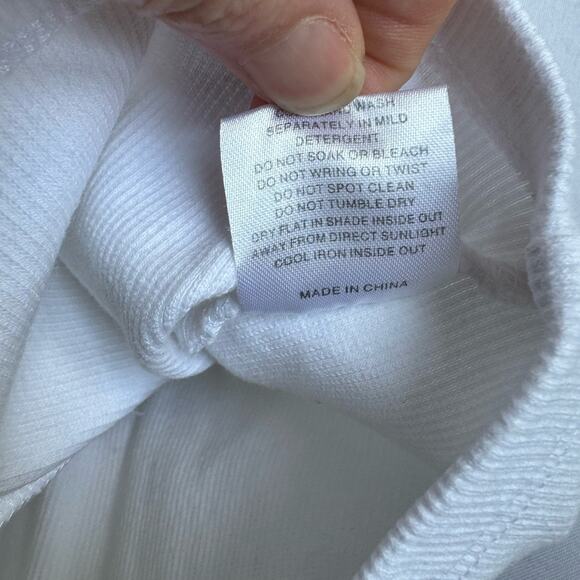 WASH
SEPARATELY IN MILD
DETERGENT
DO NOT SOAK OR BLEACH
DO NOT WRING OR TWIST
DO NOT SPOT CLEAN
DO NOT TUMBLE DRY
DRY FLAT IN SHADE INSIDE OUT
AWAY FROM DIRECT SUNLIGHT
COOL IRON INSIDE OUT
MADE IN CHINA